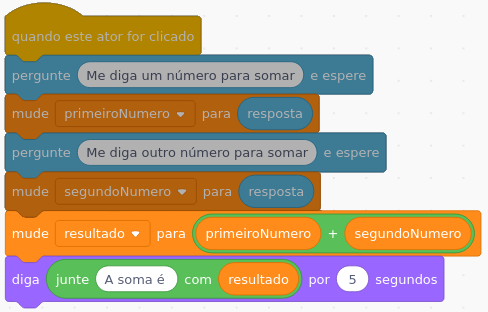 quando este ator for clicado
pergunte Me diga um número para somar e espere
mude primeiroNumero para resposta
pergunte Me diga outro número para somar e espere
mude segundoNumero para resposta
mude resultado para primeiroNumero + segundoNumero
diga junte A soma é com resultado por 5 segundos